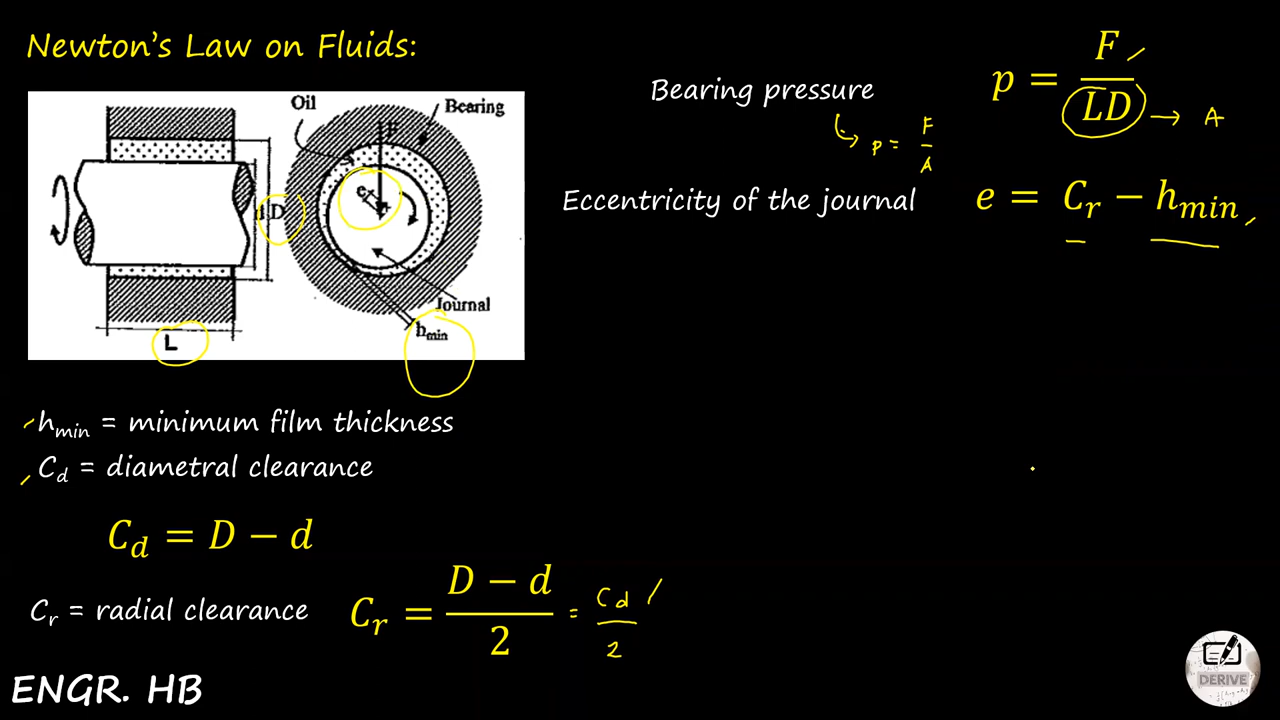 Newton's Law on Fluids:
Oil
Bearing
F
e
d D
Journal
h_min
L
Bearing pressure
p = F / LD → A
p = F / A
Eccentricity of the journal
e = C_r − h_min
h_min = minimum film thickness
C_d = diametral clearance
C_d = D − d
C_r = radial clearance
C_r = (D − d) / 2 = C_d / 2
ENGR. HB
DERIVE